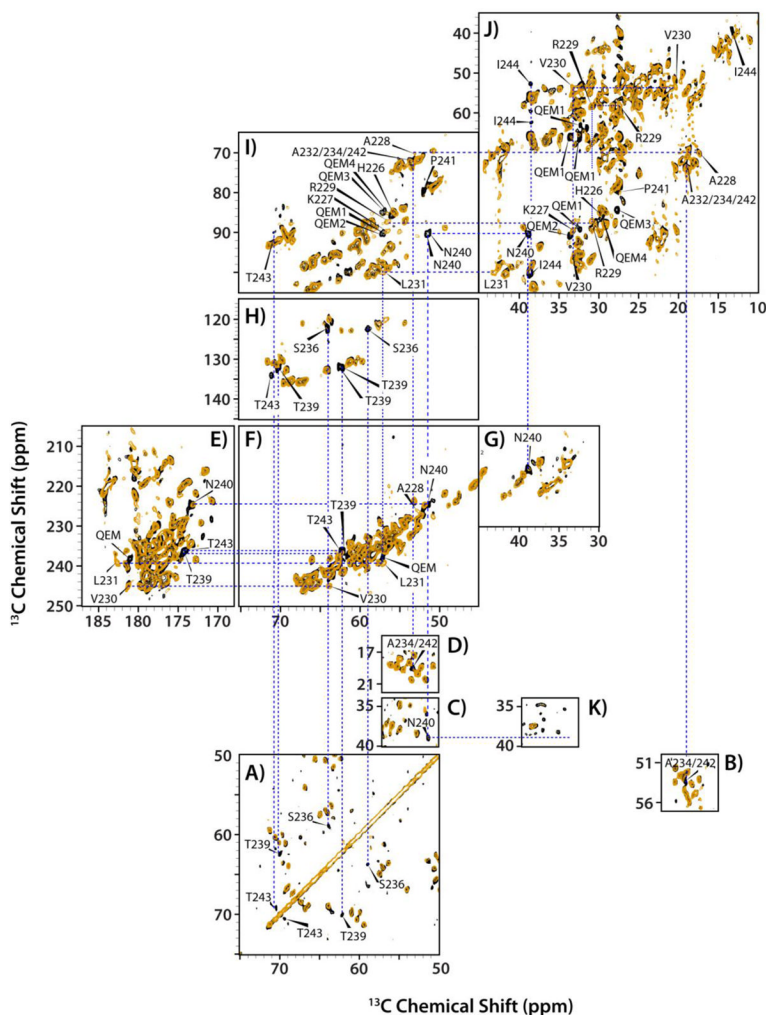 J)
40
50
60
70
80
90
V230
R229
R229
V230
I244
I244
I244
QEM1
R229
QEM1
QEM1
H226
P241
A228
A232/234/242
K227
QEM1
QEM2
QEM3
N240
I244
R229
QEM4
L231
V230
40
30
20
10
I)
70
80
90
A228
A232/234/242
P241
QEM4
H226
QEM3
R229
K227
QEM1
QEM2
N240
N240
T243
L231
H)
120
130
140
S236
S236
T239
T243
T239
E)
210
220
230
240
250
N240
QEM
T243
L231
T239
V230
185
180
175
170
F)
N240
A228
T239
T243
QEM
L231
V230
75
70
60
50
G)
N240
2
40
30
D)
17
21
A234/242
C)
35
40
N240
K)
35
40
B)
51
56
A234/242
A)
50
60
70
S236
T239
S236
T243
T243
T239
70
60
50
13C Chemical Shift (ppm)
13C Chemical Shift (ppm)